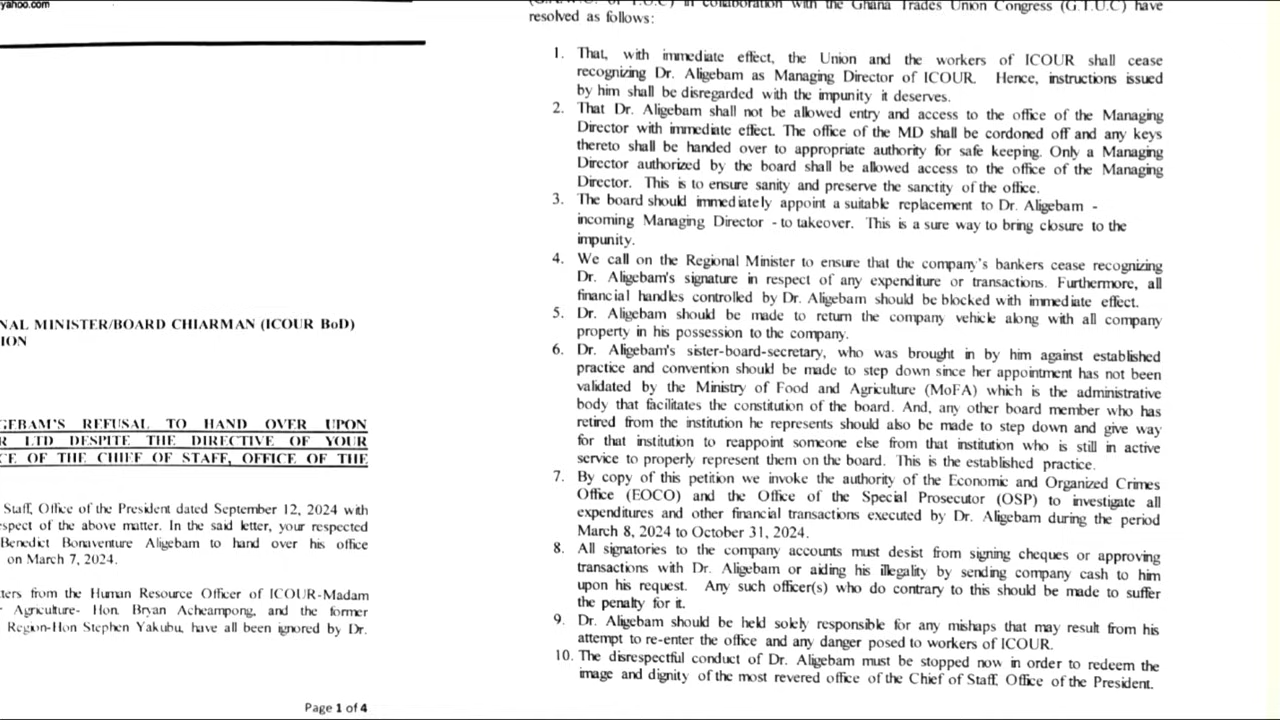 yahoo.com
NAL MINISTER/BOARD CHIARMAN (ICOUR BoD)
ION
GEBAM'S REFUSAL TO HAND OVER UPON
R LTD DESPITE THE DIRECTIVE OF YOUR
CE OF THE CHIEF OF STAFF, OFFICE OF THE
Staff, Office of the President dated September 12, 2024 with
spect of the above matter. In the said letter, your respected
Benedict Bonaventure Aligebam to hand over his office
on March 7, 2024.
ters from the Human Resource Officer of ICOUR-Madam
Agriculture- Hon. Bryan Acheampong, and the former
Region-Hon Stephen Yakubu, have all been ignored by Dr.
Page 1 of 4
in collaboration with the Ghana Trades Union Congress (G.T.U.C) have
resolved as follows:
1. That, with immediate effect, the Union and the workers of ICOUR shall cease
recognizing Dr. Aligebam as Managing Director of ICOUR. Hence, instructions issued
by him shall be disregarded with the impunity it deserves.
2. That Dr. Aligebam shall not be allowed entry and access to the office of the Managing
Director with immediate effect. The office of the MD shall be cordoned off and any keys
thereto shall be handed over to appropriate authority for safe keeping. Only a Managing
Director authorized by the board shall be allowed access to the office of the Managing
Director. This is to ensure sanity and preserve the sanctity of the office.
3. The board should immediately appoint a suitable replacement to Dr. Aligebam -
incoming Managing Director - to takeover. This is a sure way to bring closure to the
impunity.
4. We call on the Regional Minister to ensure that the company's bankers cease recognizing
Dr. Aligebam's signature in respect of any expenditure or transactions. Furthermore, all
financial handles controlled by Dr. Aligebam should be blocked with immediate effect.
5. Dr. Aligebam should be made to return the company vehicle along with all company
property in his possession to the company.
6. Dr. Aligebam's sister-board-secretary, who was brought in by him against established
practice and convention should be made to step down since her appointment has not been
validated by the Ministry of Food and Agriculture (MoFA) which is the administrative
body that facilitates the constitution of the board. And, any other board member who has
retired from the institution he represents should also be made to step down and give way
for that institution to reappoint someone else from that institution who is still in active
service to properly represent them on the board. This is the established practice.
7. By copy of this petition we invoke the authority of the Economic and Organized Crimes
Office (EOCO) and the Office of the Special Prosecutor (OSP) to investigate all
expenditures and other financial transactions executed by Dr. Aligebam during the period
March 8, 2024 to October 31, 2024.
8. All signatories to the company accounts must desist from signing cheques or approving
transactions with Dr. Aligebam or aiding his illegality by sending company cash to him
upon his request. Any such officer(s) who do contrary to this should be made to suffer
the penalty for it.
9. Dr. Aligebam should be held solely responsible for any mishaps that may result from his
attempt to re-enter the office and any danger posed to workers of ICOUR.
10. The disrespectful conduct of Dr. Aligebam must be stopped now in order to redeem the
image and dignity of the most revered office of the Chief of Staff, Office of the President.